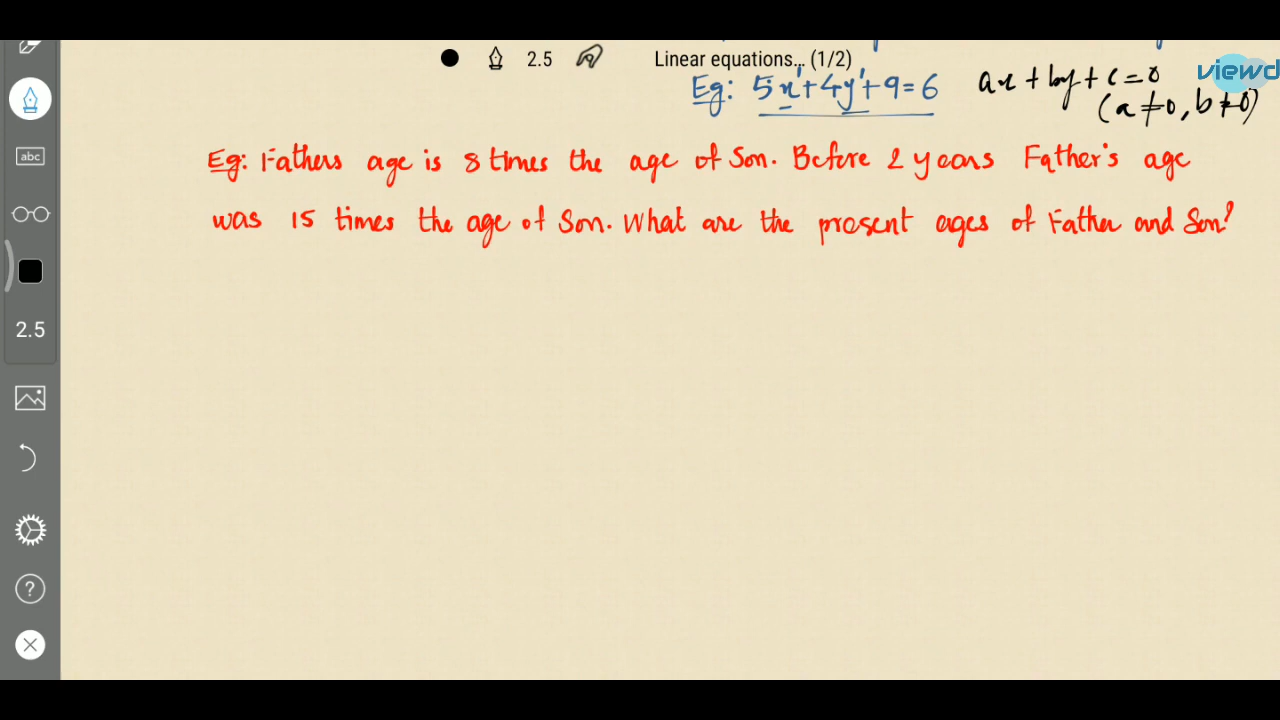 2.5 Linear equations... (1/2)
viewd
Eg: 5x¹+4y¹+9=6 ax+by+c=0
(a≠0, b≠0)
abc
Eg: Fathers age is 8 times the age of Son. Before 2 years Father's age
was 15 times the age of Son. What are the present ages of Father and Son?
2.5
?